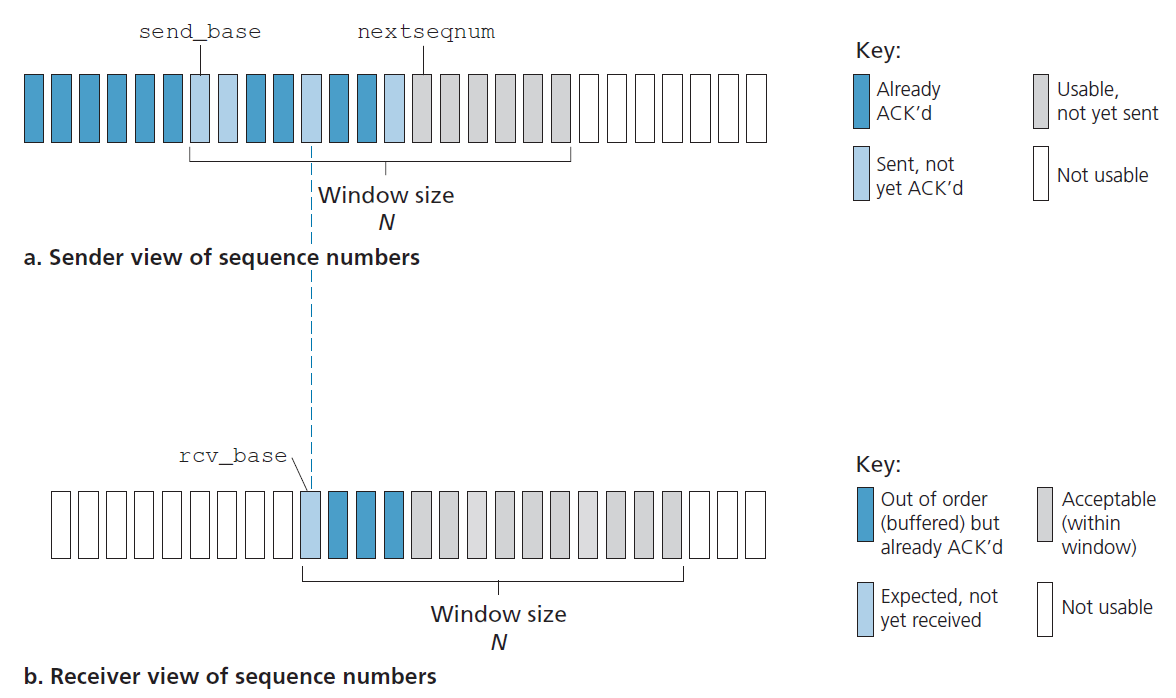 send_base
nextseqnum
Key:
Already
ACK’d
Usable,
not yet sent
Sent, not
yet ACK’d
Not usable
Window size
N
a. Sender view of sequence numbers
rcv_base
Key:
Out of order
(buffered) but
already ACK’d
Acceptable
(within
window)
Expected, not
yet received
Not usable
Window size
N
b. Receiver view of sequence numbers